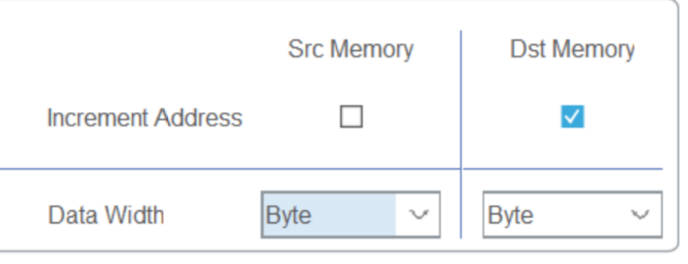 Src Memory Dst Memory
Increment Address
Data Width Byte Byte